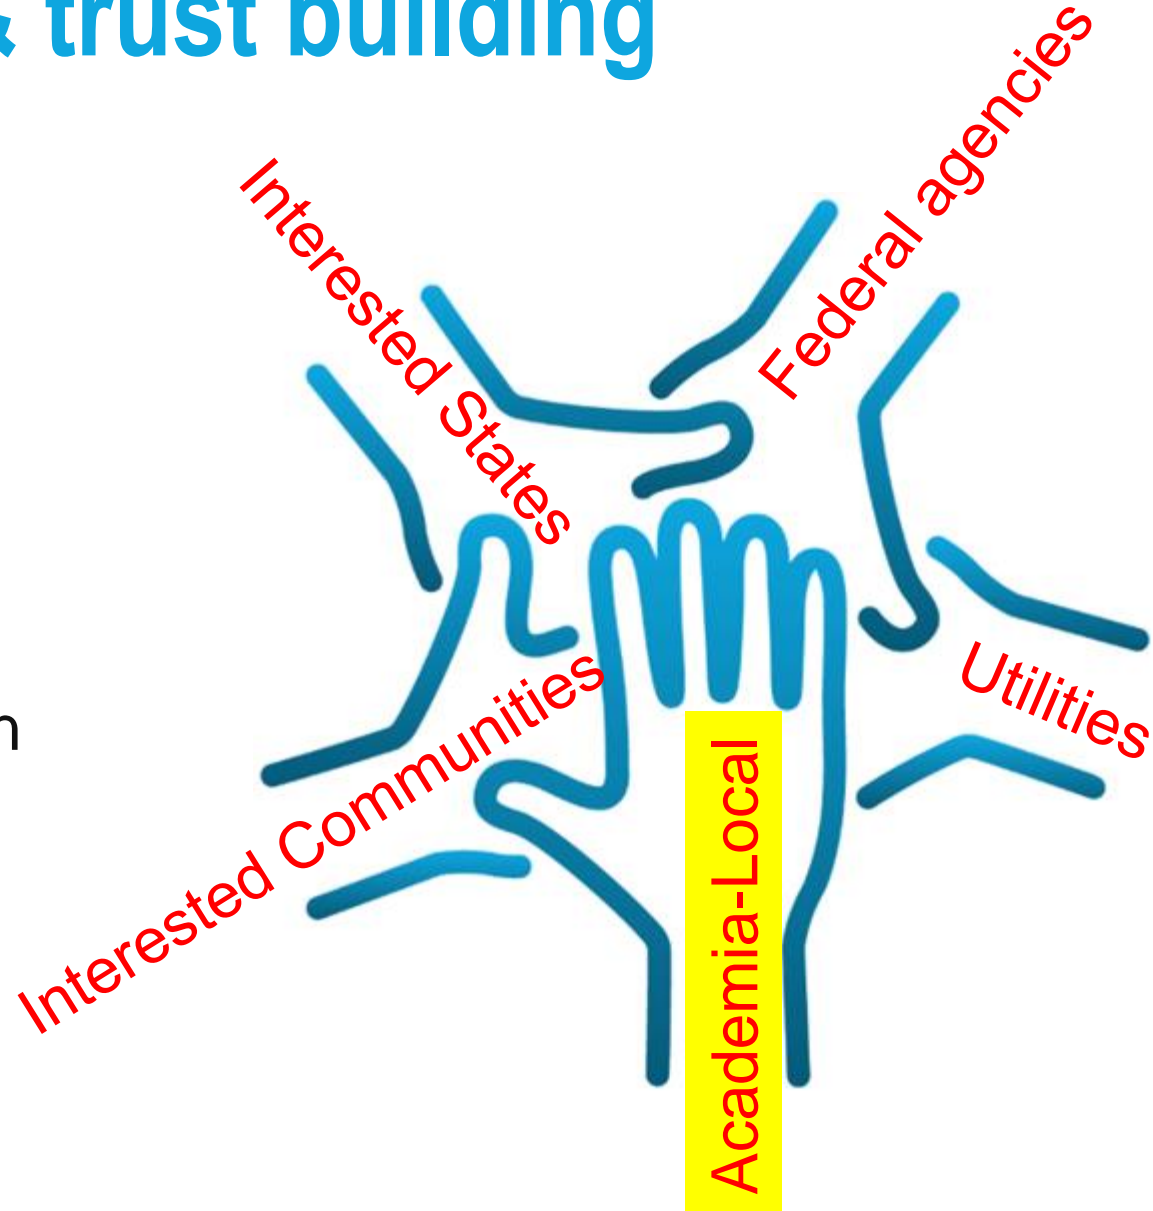 & trust building
Interested States
Federal agencies
Utilities
Interested Communities
Academia-Local